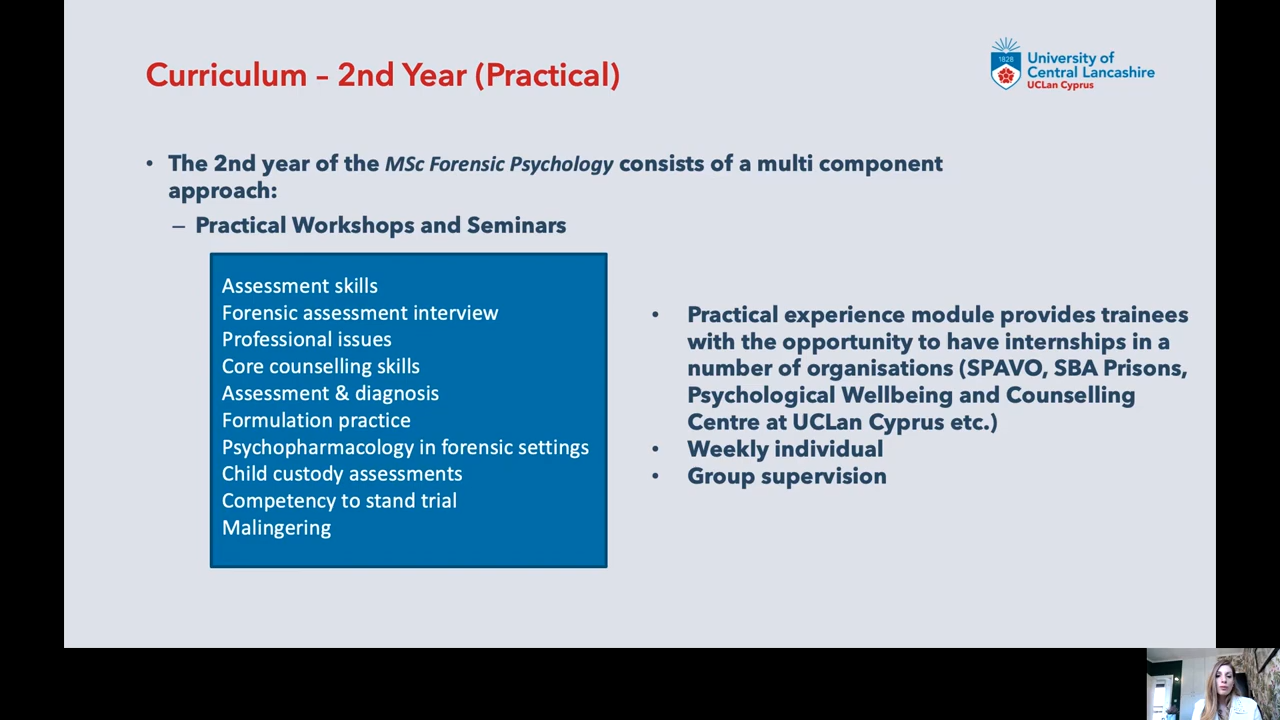 Curriculum – 2nd Year (Practical)
1828
University of
Central Lancashire
UCLan Cyprus
• The 2nd year of the MSc Forensic Psychology consists of a multi component
approach:
– Practical Workshops and Seminars
Assessment skills
Forensic assessment interview
Professional issues
Core counselling skills
Assessment & diagnosis
Formulation practice
Psychopharmacology in forensic settings
Child custody assessments
Competency to stand trial
Malingering
• Practical experience module provides trainees
with the opportunity to have internships in a
number of organisations (SPAVO, SBA Prisons,
Psychological Wellbeing and Counselling
Centre at UCLan Cyprus etc.)
• Weekly individual
• Group supervision